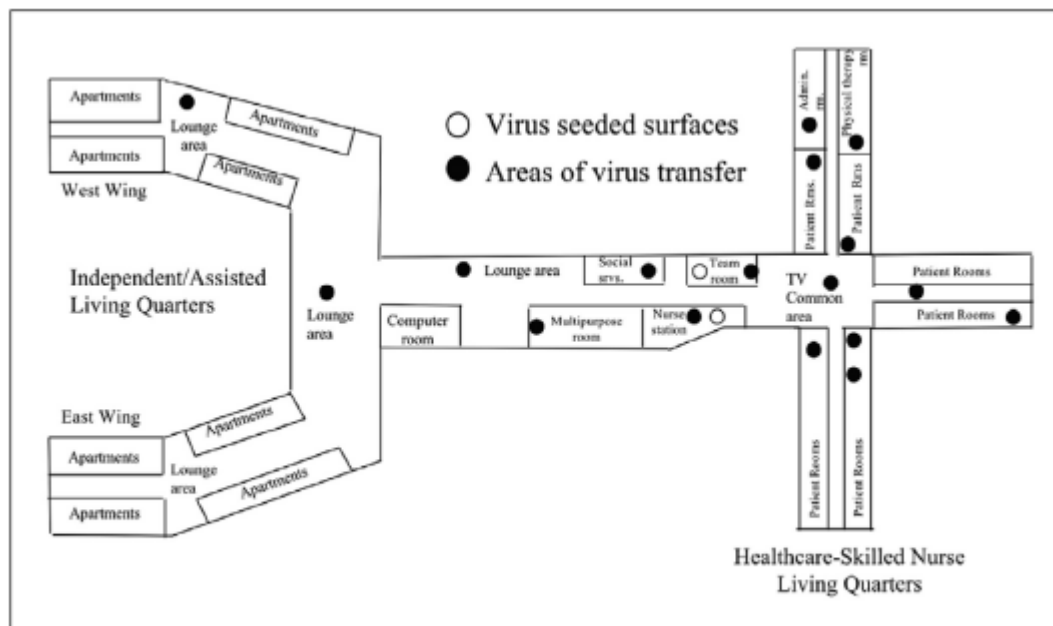 Apartments
Apartments
Lounge
area
Apartments
Apartments
West Wing
Virus seeded surfaces
Areas of virus transfer
Admin.
rm.
Physical therapy
rm.
Patient Rms.
Patient Rms
Independent/Assisted
Living Quarters
Lounge
area
Lounge area
Social
srvs.
Team
room
TV
Common
area
Patient Rooms
Patient Rooms
Computer
room
Multipurpose
room
Nurse
station
East Wing
Apartments
Apartments
Lounge
area
Apartments
Apartments
Patient Rooms
Patient Rooms
Healthcare-Skilled Nurse
Living Quarters